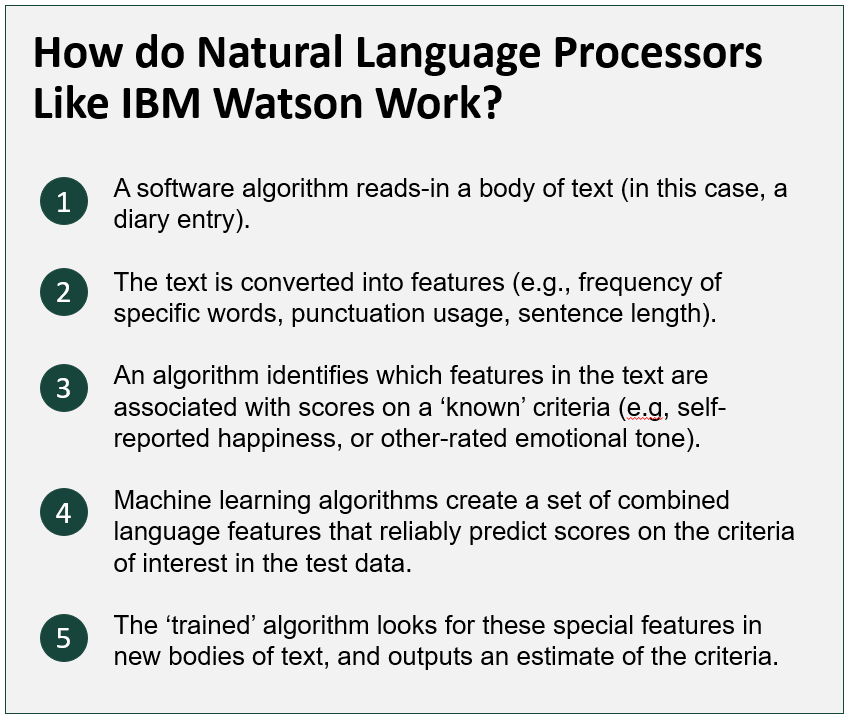 How do Natural Language Processors
Like IBM Watson Work?
1
A software algorithm reads-in a body of text (in this case, a
diary entry).
2
The text is converted into features (e.g., frequency of
specific words, punctuation usage, sentence length).
3
An algorithm identifies which features in the text are
associated with scores on a ‘known’ criteria (e.g, self-
reported happiness, or other-rated emotional tone).
4
Machine learning algorithms create a set of combined
language features that reliably predict scores on the criteria
of interest in the test data.
5
The ‘trained’ algorithm looks for these special features in
new bodies of text, and outputs an estimate of the criteria.